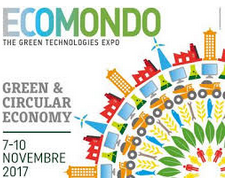 ECOMONDO
THE GREEN TECHNOLOGIES EXPO
GREEN &
CIRCULAR
ECONOMY
7-10
NOVEMBRE
2017